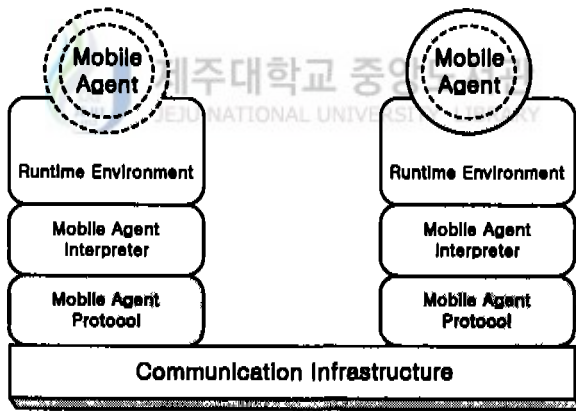 Mobile
Agent
Runtime Environment
Mobile Agent
Interpreter
Mobile Agent
Protocol
Mobile
Agent
Runtime Environment
Mobile Agent
Interpreter
Mobile Agent
Protocol
Communication Infrastructure
제주대학교 중앙도서관
JEJU NATIONAL UNIVERSITY LIBRARY